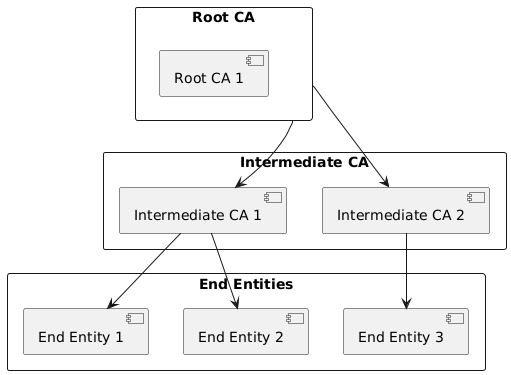 Root CA
Root CA 1
Intermediate CA
Intermediate CA 1
Intermediate CA 2
End Entities
End Entity 1
End Entity 2
End Entity 3